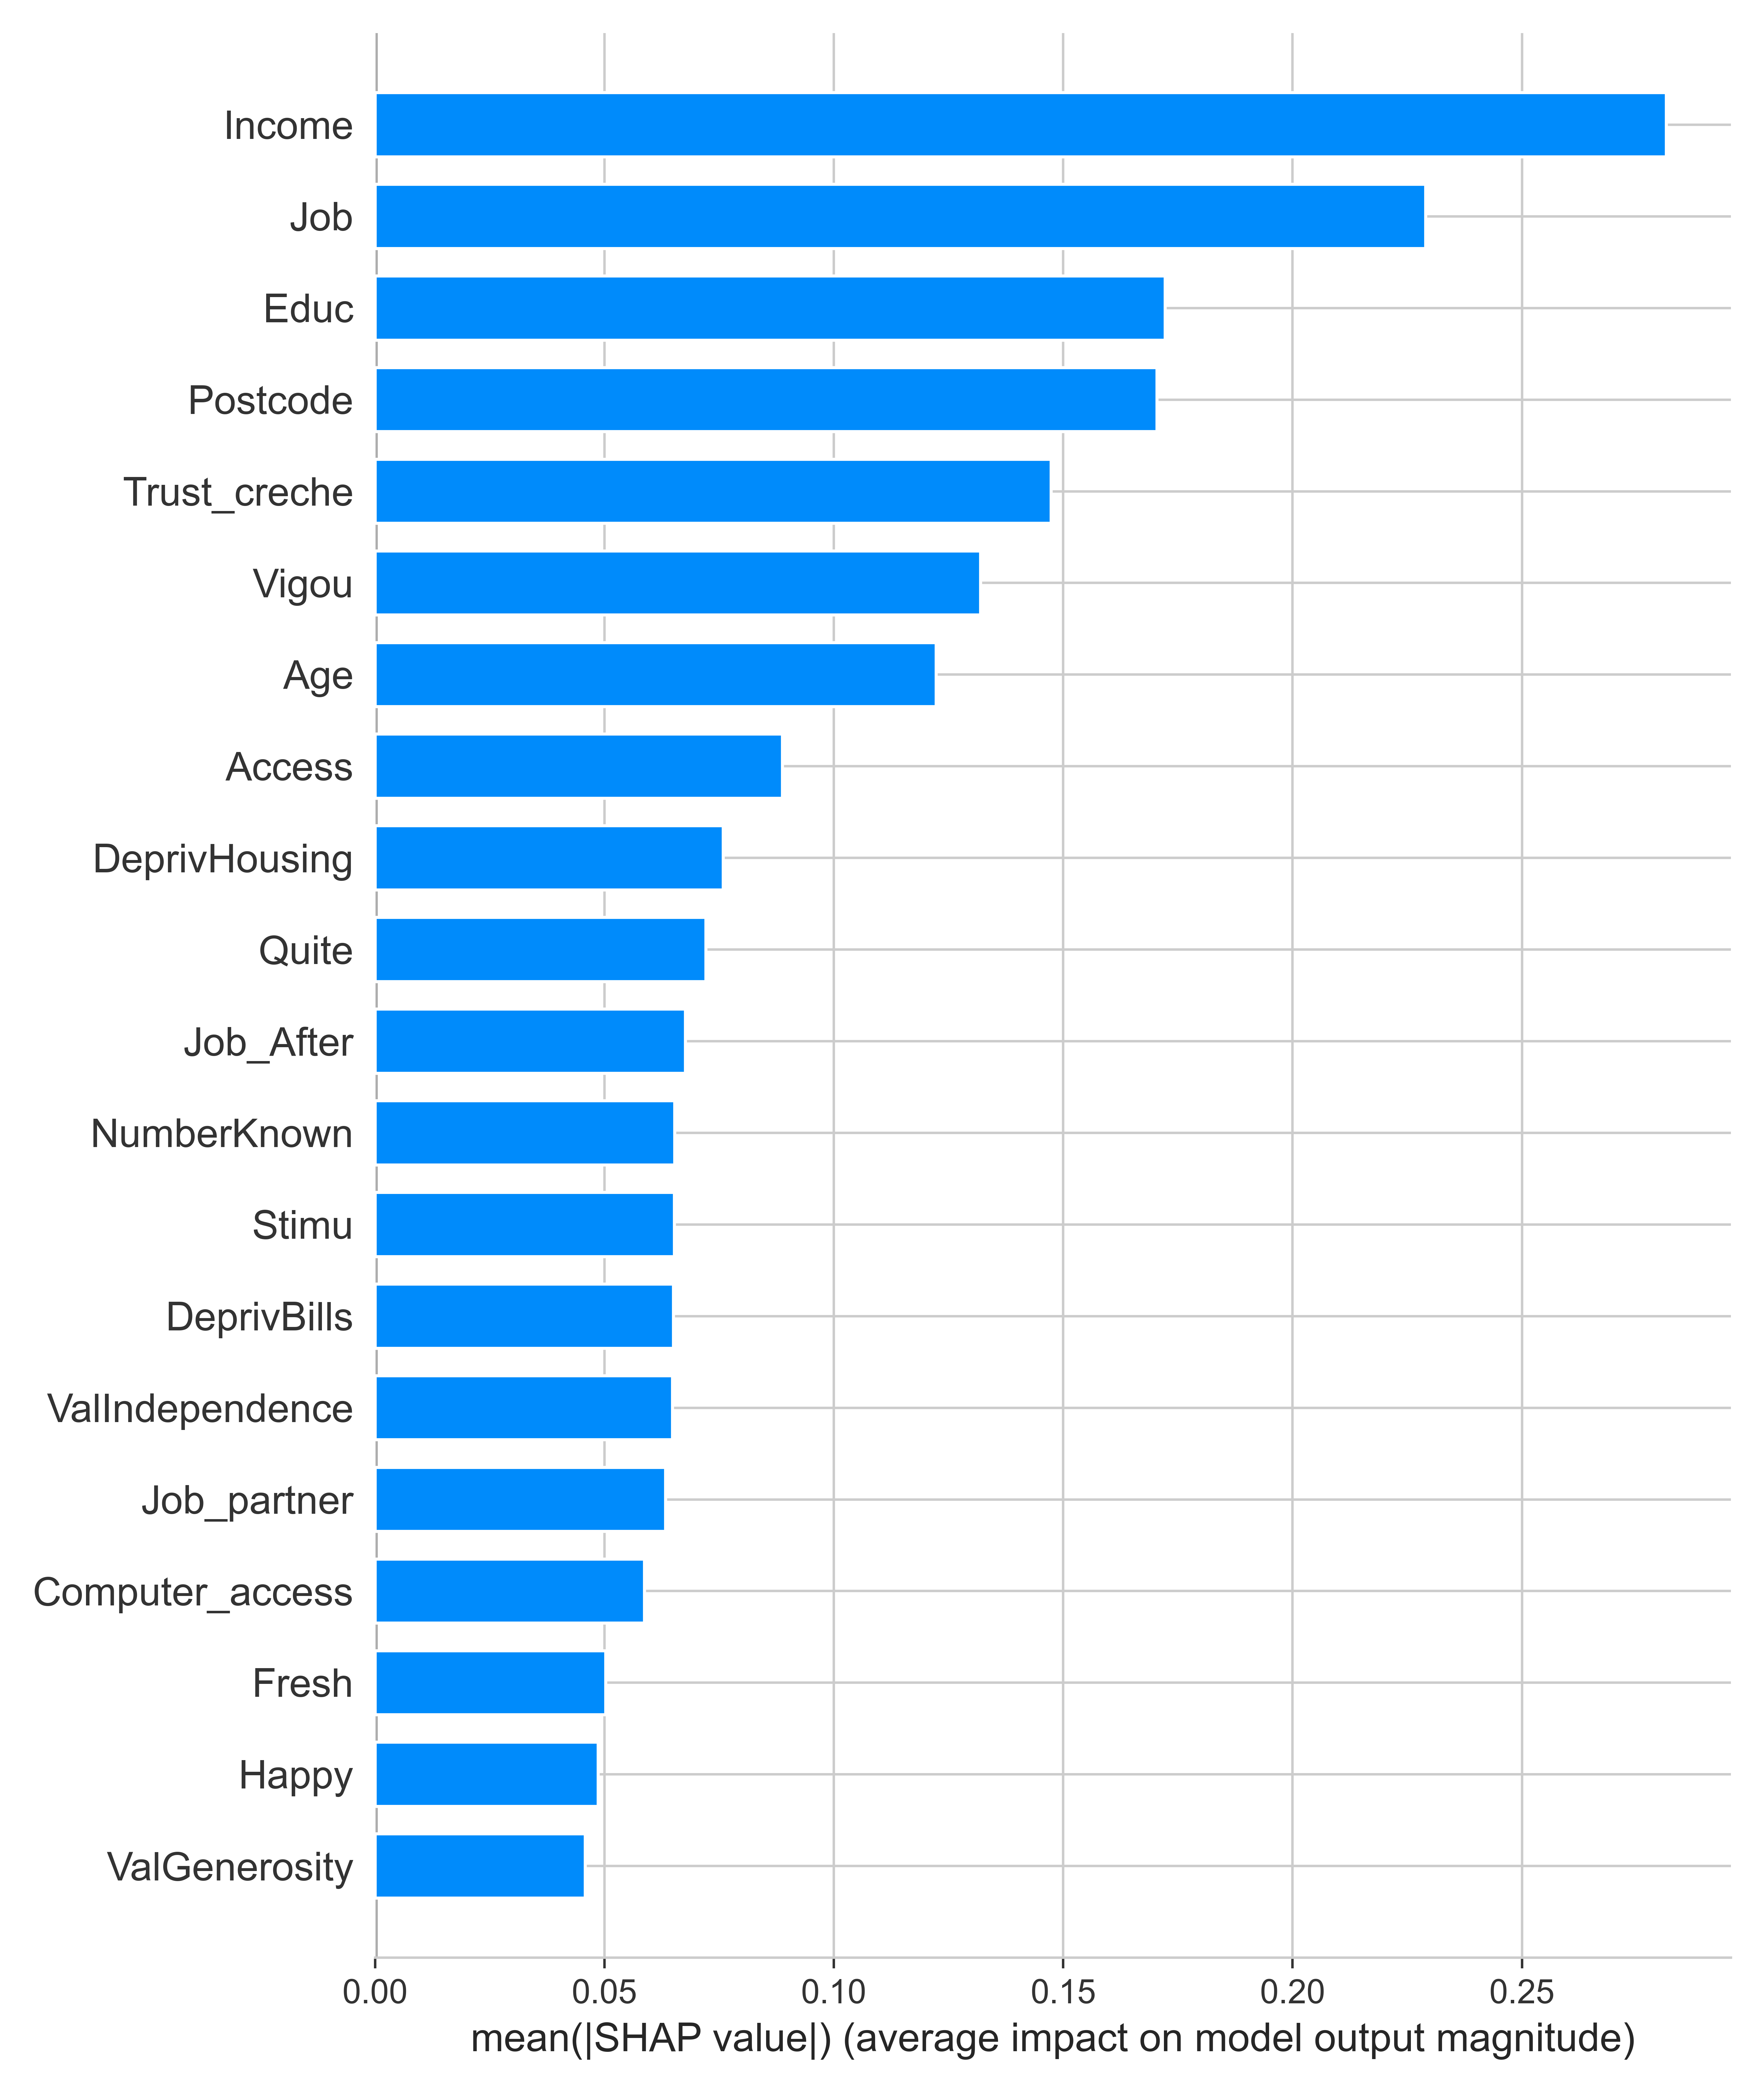 Income
Job
Educ
Postcode
Trust_creche
Vigou
Age
Access
DeprivHousing
Quite
Job_After
NumberKnown
Stimu
DeprivBills
ValIndependence
Job_partner
Computer_access
Fresh
Happy
ValGenerosity
0.00 0.05 0.10 0.15 0.20 0.25
mean(|SHAP value|) (average impact on model output magnitude)